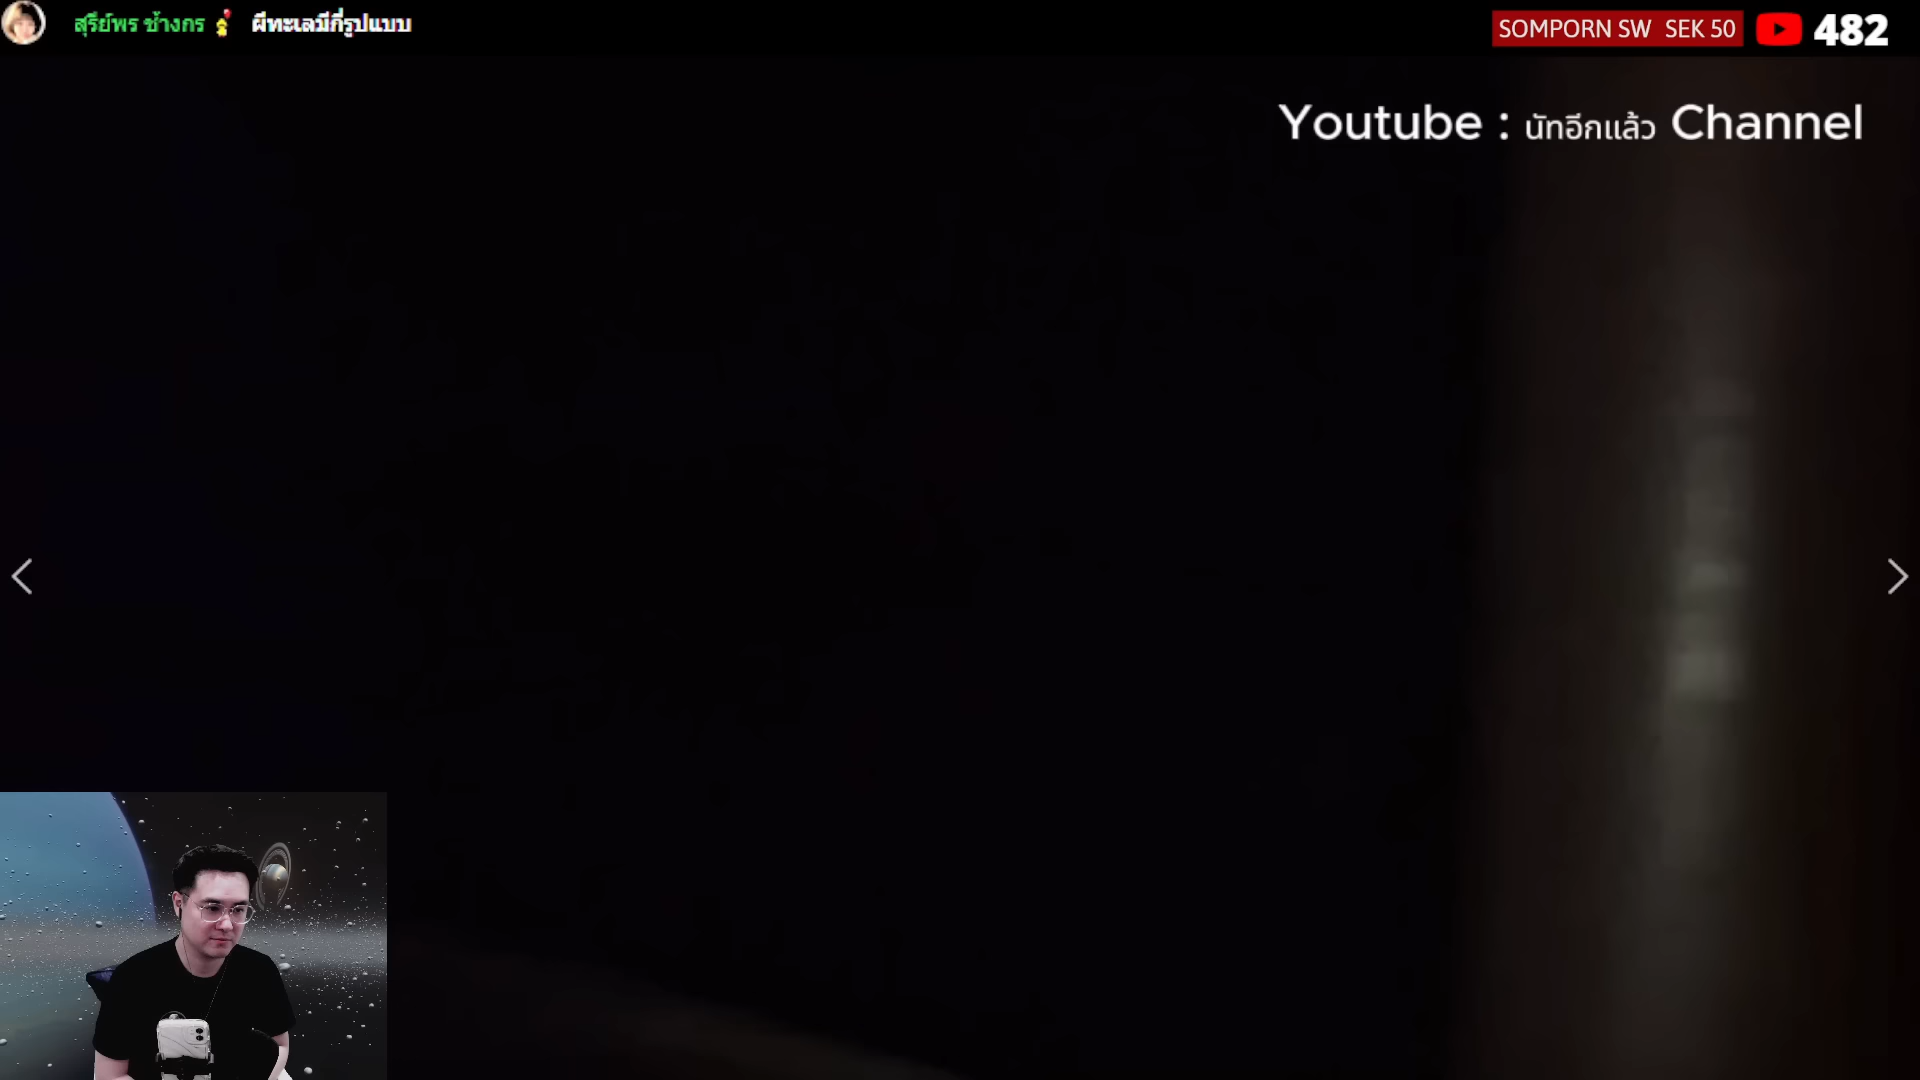 สุรีย์พร ช้างกร ผีทะเลมีกี่รูปแบบ
SOMPORN SW SEK 50 482
Youtube : นัทอีกแล้ว Channel